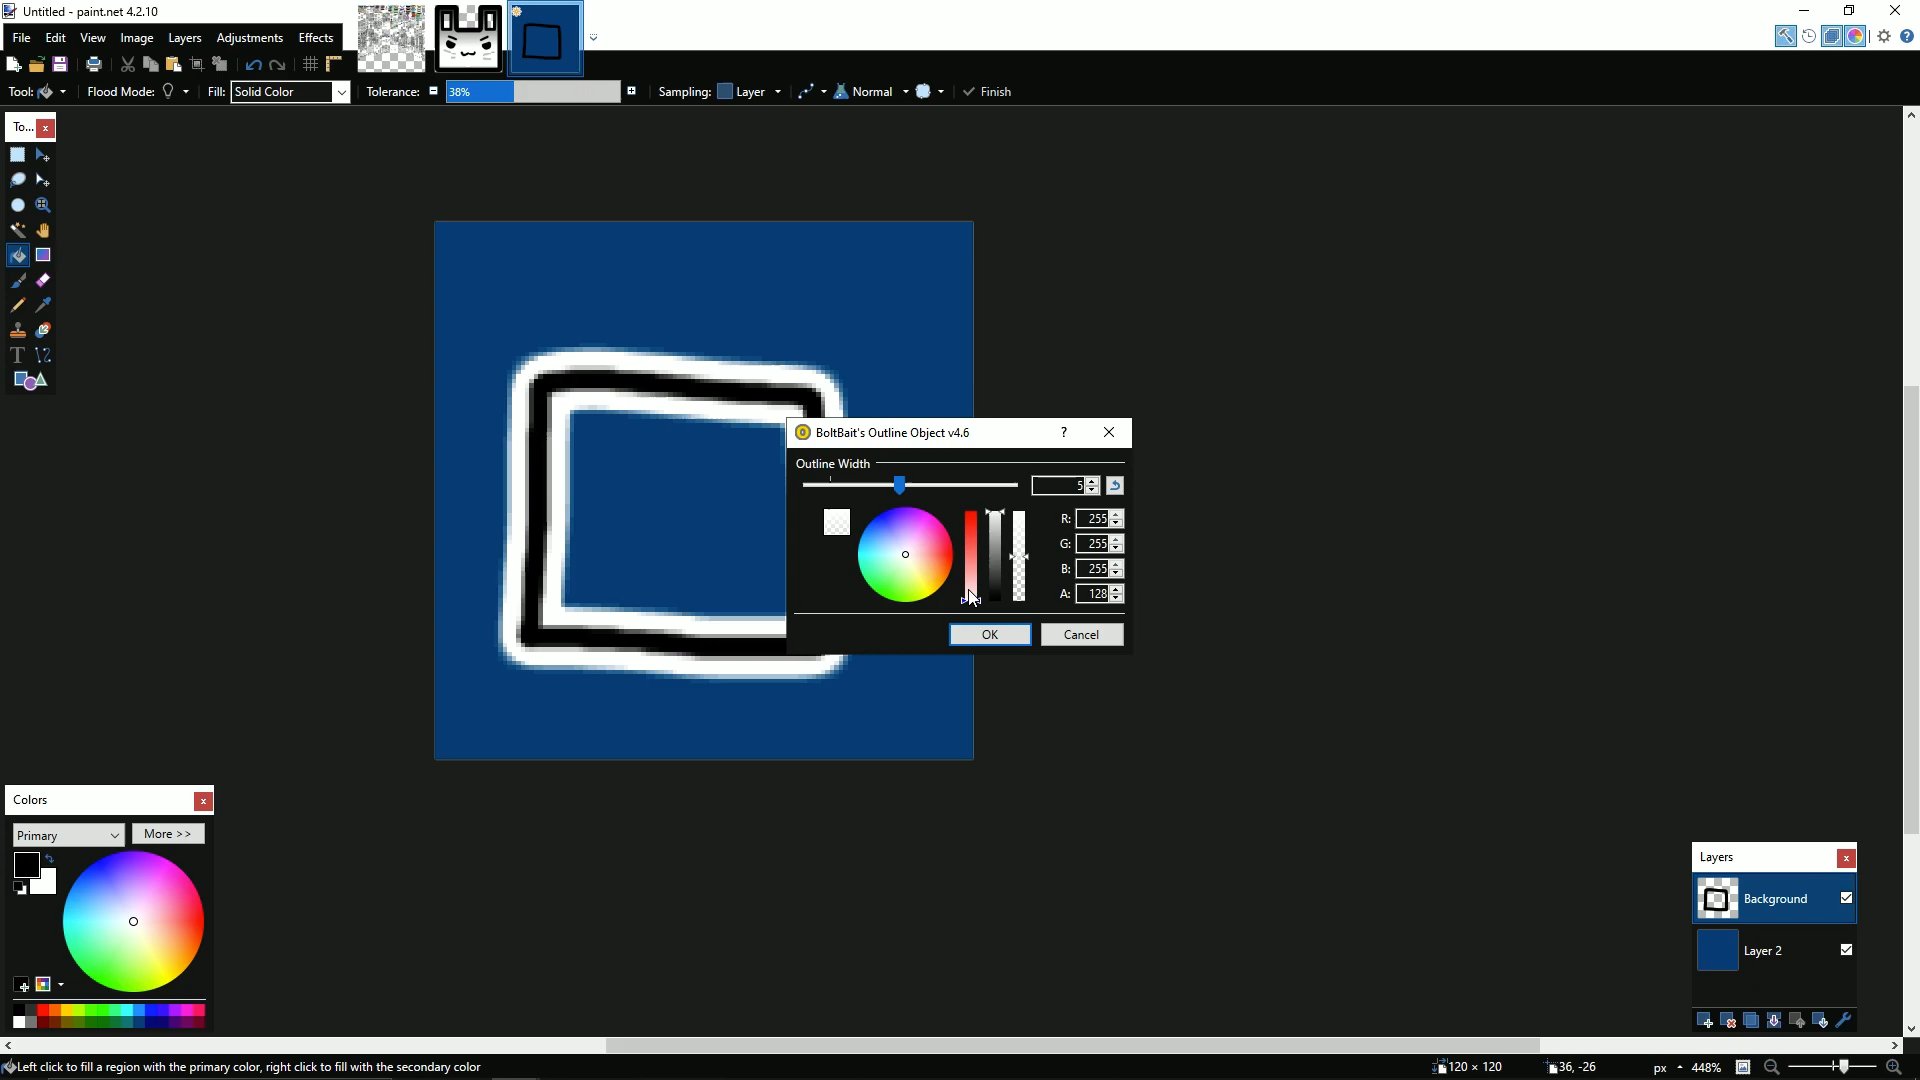 Untitled - paint.net 4.2.10
File Edit View Image Layers Adjustments Effects
Tool: Flood Mode: Fill: Solid Color Tolerance: 38% Sampling: Layer Normal Finish
To...
BoltBait's Outline Object v4.6
Outline Width
5
R: 255
G: 255
B: 255
A: 128
OK Cancel
Colors
Primary More >>
Layers
Background
Layer 2
Left click to fill a region with the primary color, right click to fill with the secondary color
120 × 120
36, -26
px 448%